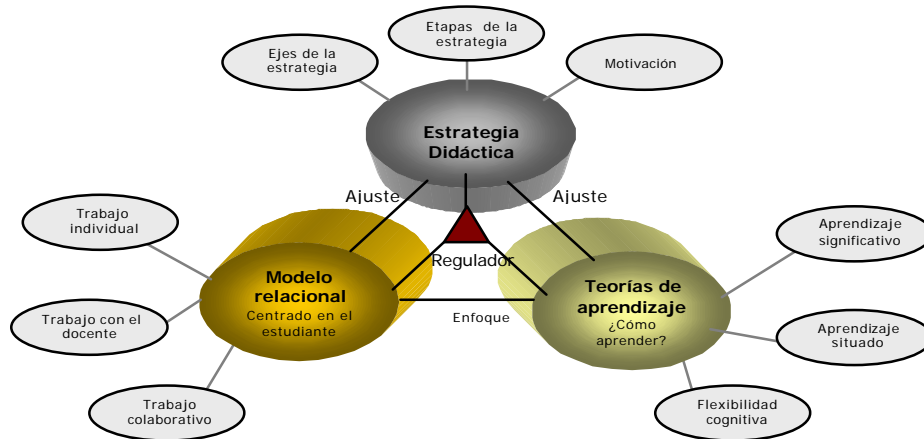 Etapas de la
estrategia
Ejes de la
estrategia
Motivación
Estrategia
Didáctica
Ajuste
Ajuste
Trabajo
individual
Aprendizaje
significativo
Regulador
Modelo
relacional
Centrado en el
estudiante
Teorías de
aprendizaje
¿Cómo
aprender?
Enfoque
Trabajo con el
docente
Aprendizaje
situado
Trabajo
colaborativo
Flexibilidad
cognitiva